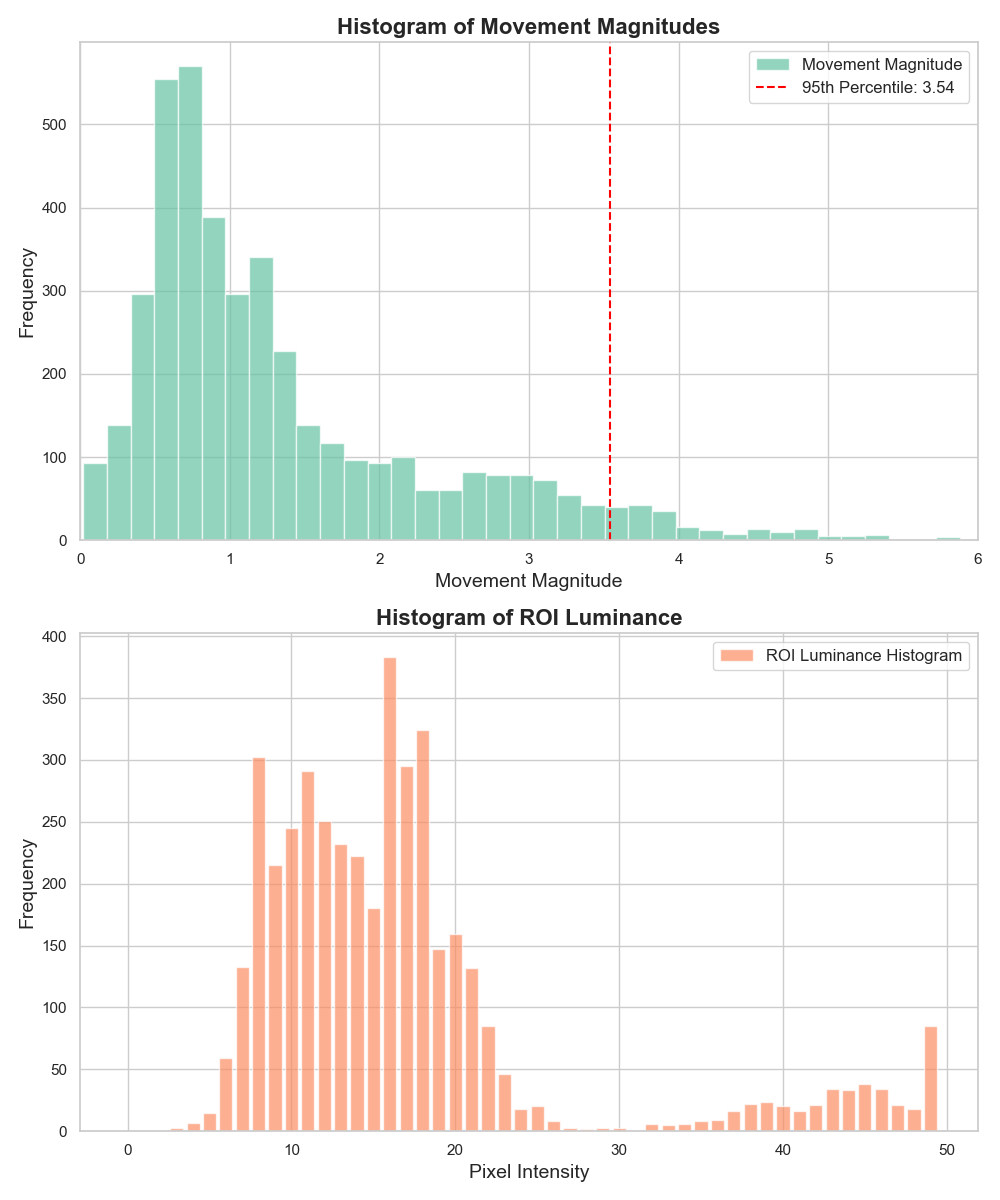 Histogram of Movement Magnitudes
Movement Magnitude
95th Percentile: 3.54
Frequency
500
400
300
200
100
0
0 1 2 3 4 5 6
Movement Magnitude
Histogram of ROI Luminance
ROI Luminance Histogram
Frequency
400
350
300
250
200
150
100
50
0
0 10 20 30 40 50
Pixel Intensity